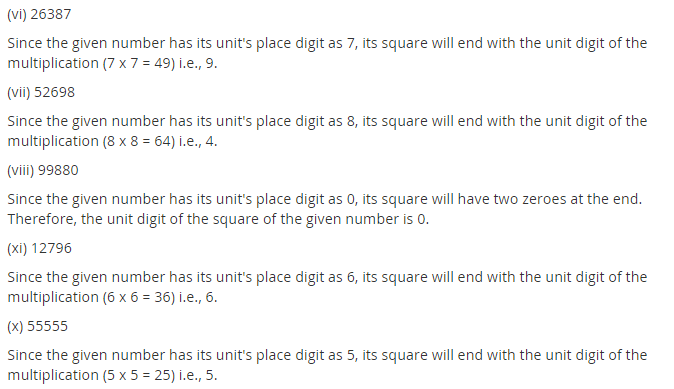 (vi) 26387
Since the given number has its unit's place digit as 7, its square will end with the unit digit of the
multiplication (7 x 7 = 49) i.e., 9.
(vii) 52698
Since the given number has its unit's place digit as 8, its square will end with the unit digit of the
multiplication (8 x 8 = 64) i.e., 4.
(viii) 99880
Since the given number has its unit's place digit as 0, its square will have two zeroes at the end.
Therefore, the unit digit of the square of the given number is 0.
(xi) 12796
Since the given number has its unit's place digit as 6, its square will end with the unit digit of the
multiplication (6 x 6 = 36) i.e., 6.
(x) 55555
Since the given number has its unit's place digit as 5, its square will end with the unit digit of the
multiplication (5 x 5 = 25) i.e., 5.